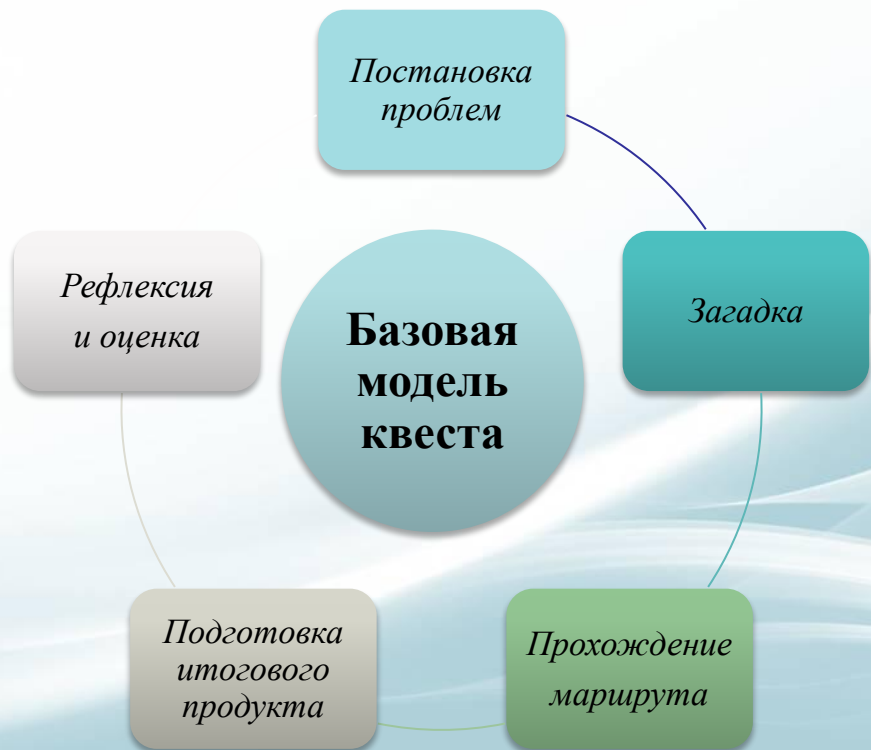 Постановка
проблем
Загадка
Прохождение
маршрута
Подготовка
итогового
продукта
Рефлексия
и оценка
Базовая
модель
квеста